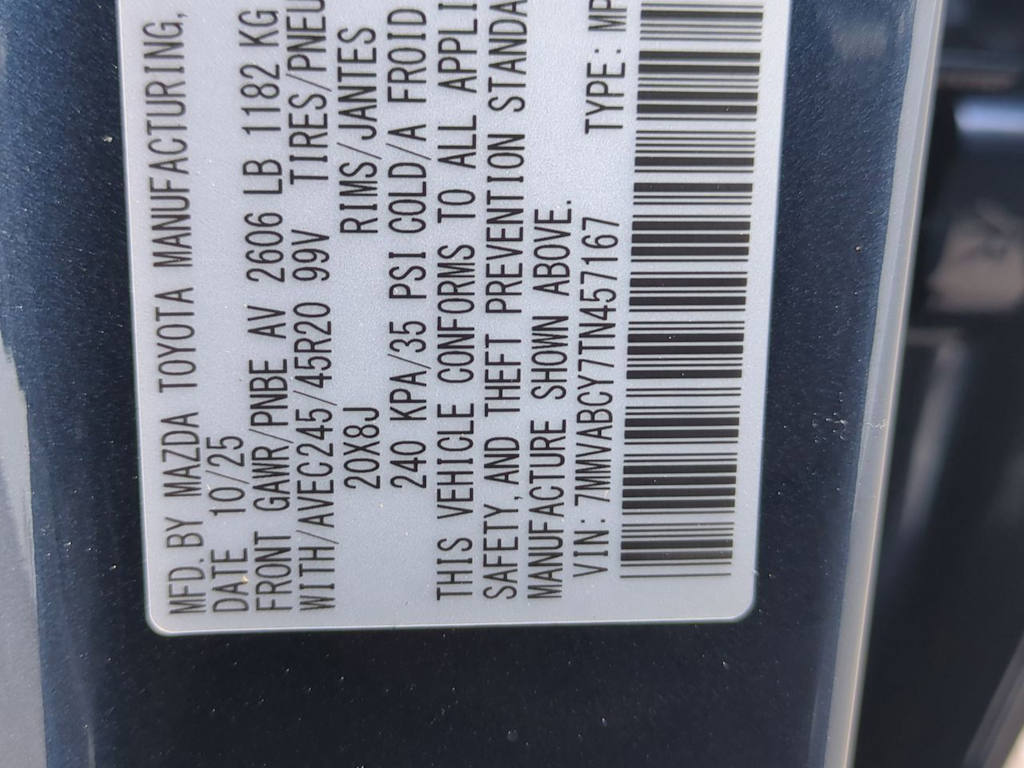 MFD. BY MAZDA TOYOTA MANUFACTURING,
DATE 10/25
FRONT GAWR/PNBE AV 2606 LB 1182 KG
WITH/AVEC245/45R20 99V TIRES/PNEU
20X8J RIMS/JANTES
240 KPA/35 PSI COLD/A FROID
THIS VEHICLE CONFORMS TO ALL APPLI
SAFETY, AND THEFT PREVENTION STANDA
MANUFACTURE SHOWN ABOVE.
VIN: 7MMVABCY7TN457167 TYPE: MP